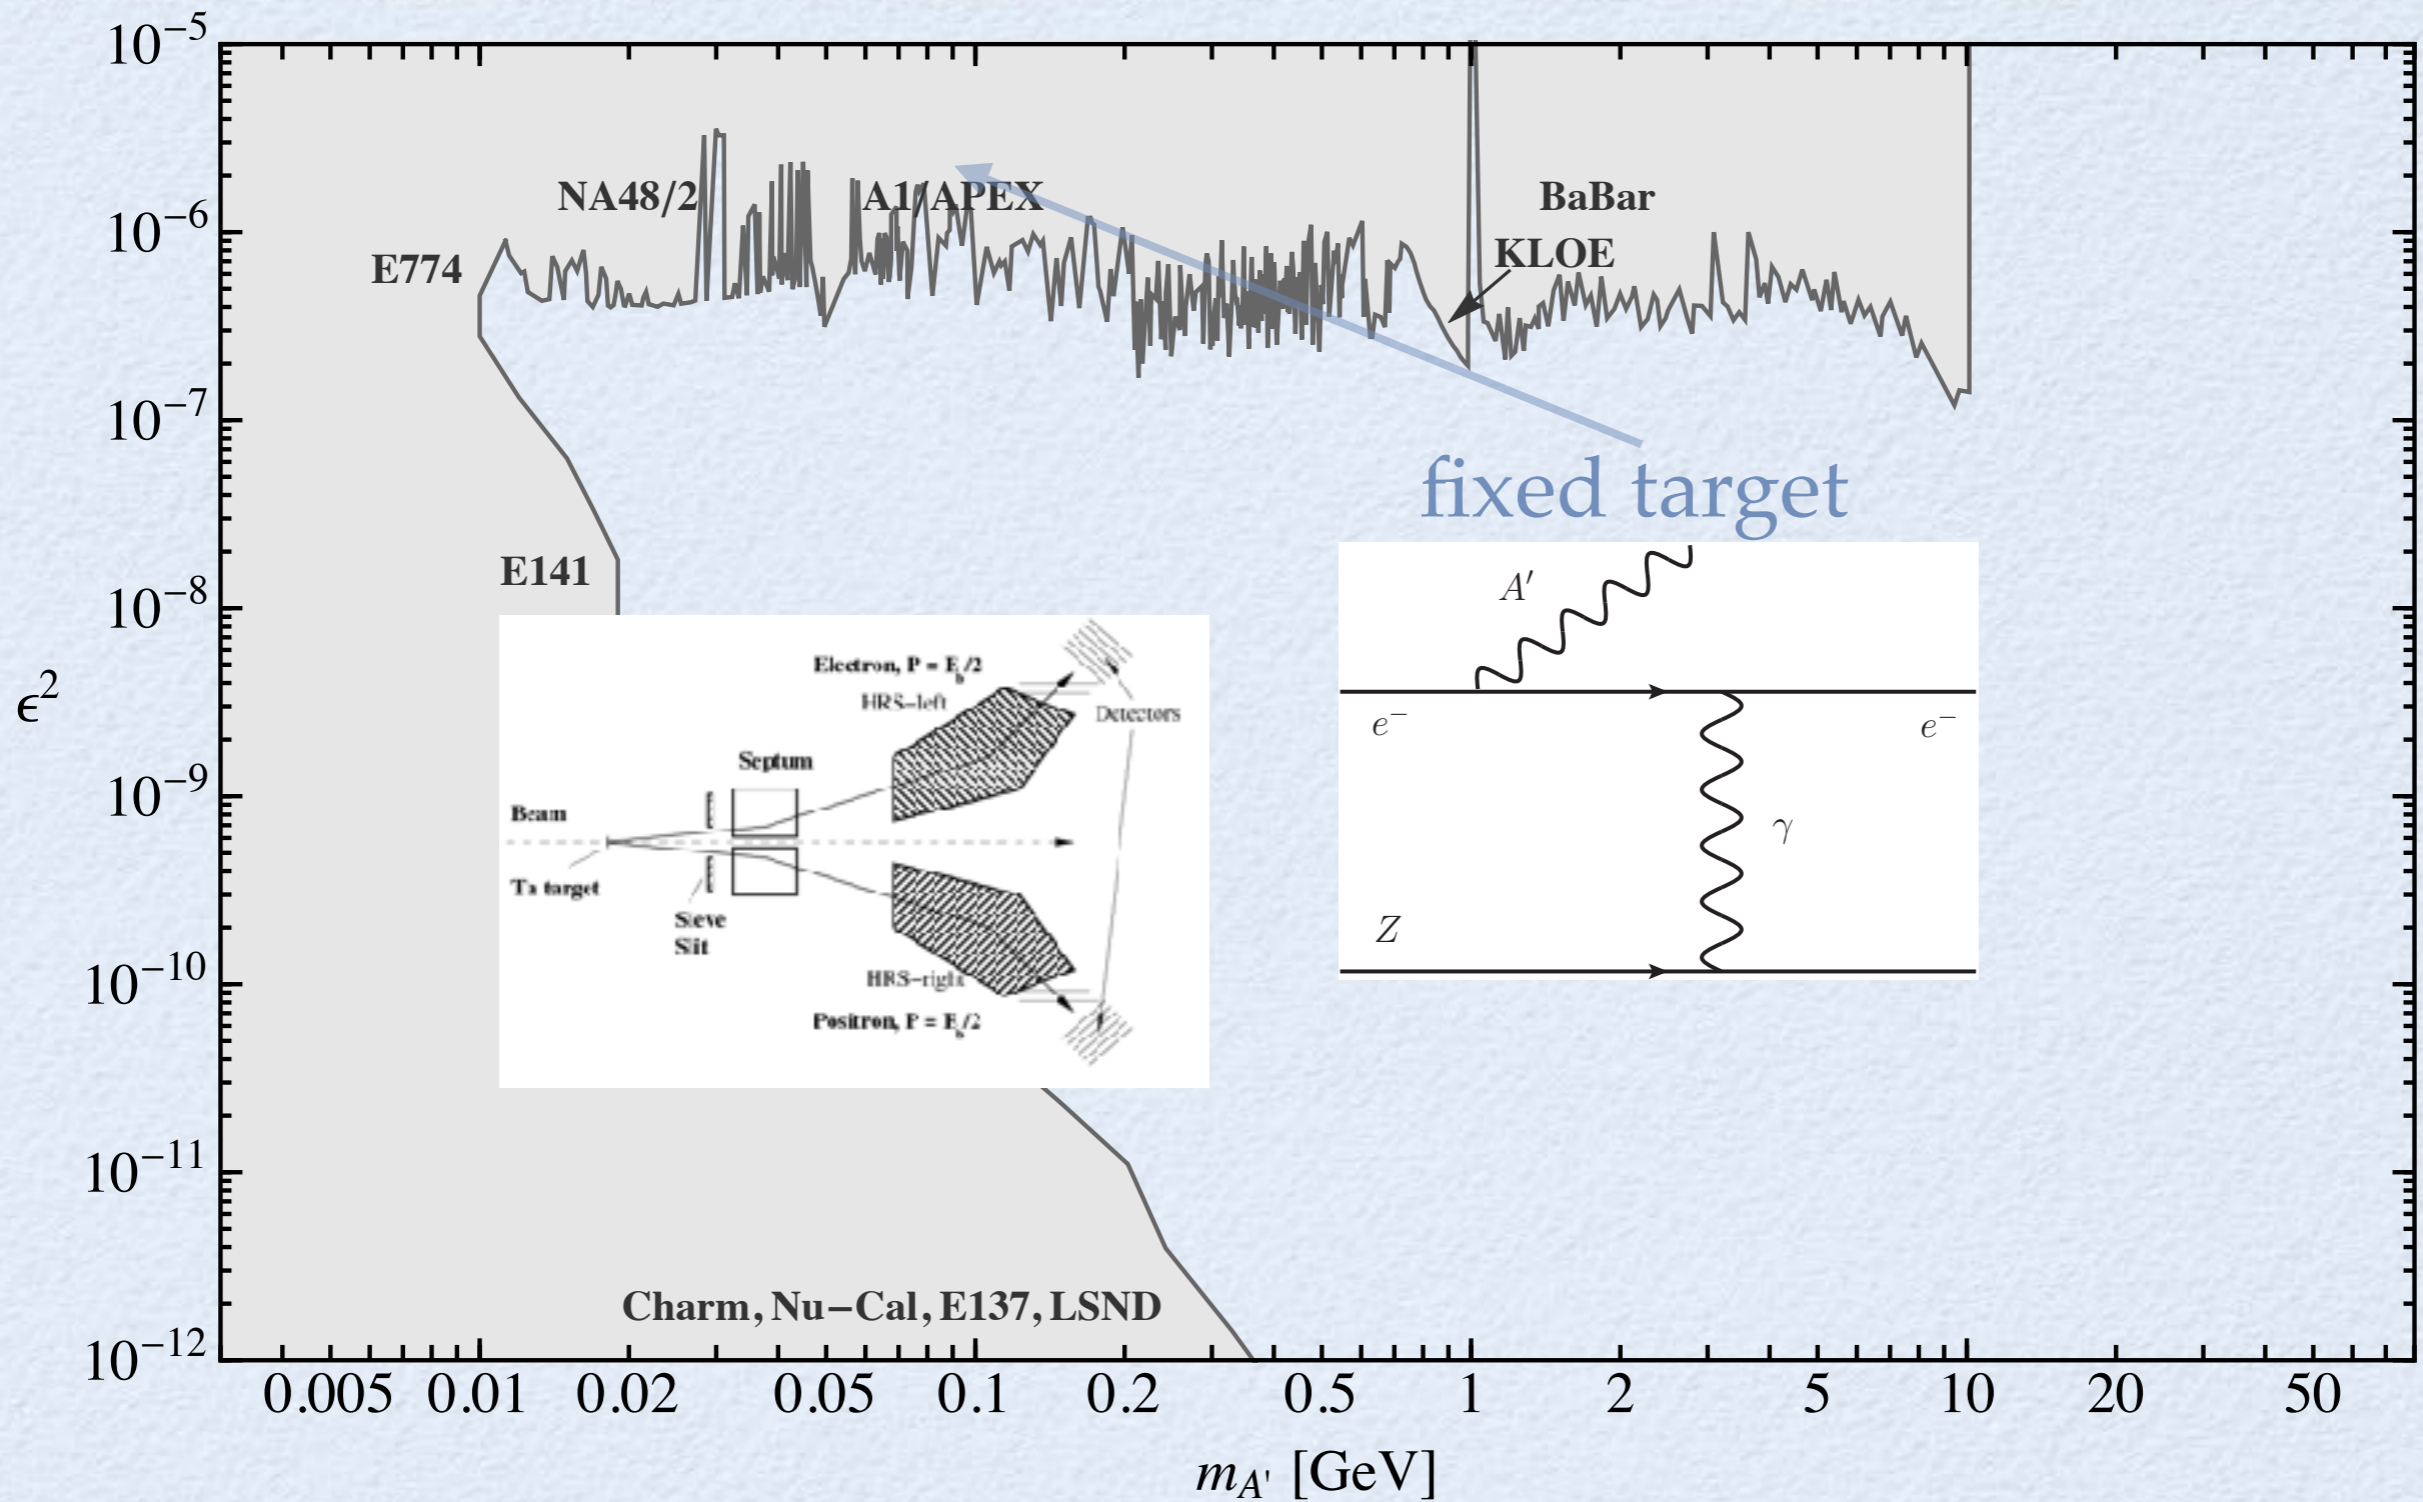 10⁻⁵
10⁻⁶
10⁻⁷
10⁻⁸
10⁻⁹
10⁻¹⁰
10⁻¹¹
10⁻¹²
ϵ²
NA48/2
A1/APEX
BaBar
KLOE
E774
fixed target
E141
Electron, P = E_b/2
HRS-left
Detectors
Septum
Beam
Ta target
Sieve
Slit
HRS-right
Positron, P = E_b/2
A′
e⁻
e⁻
γ
Z
Charm, Nu−Cal, E137, LSND
0.005 0.01 0.02 0.05 0.1 0.2 0.5 1 2 5 10 20 50
m_A' [GeV]